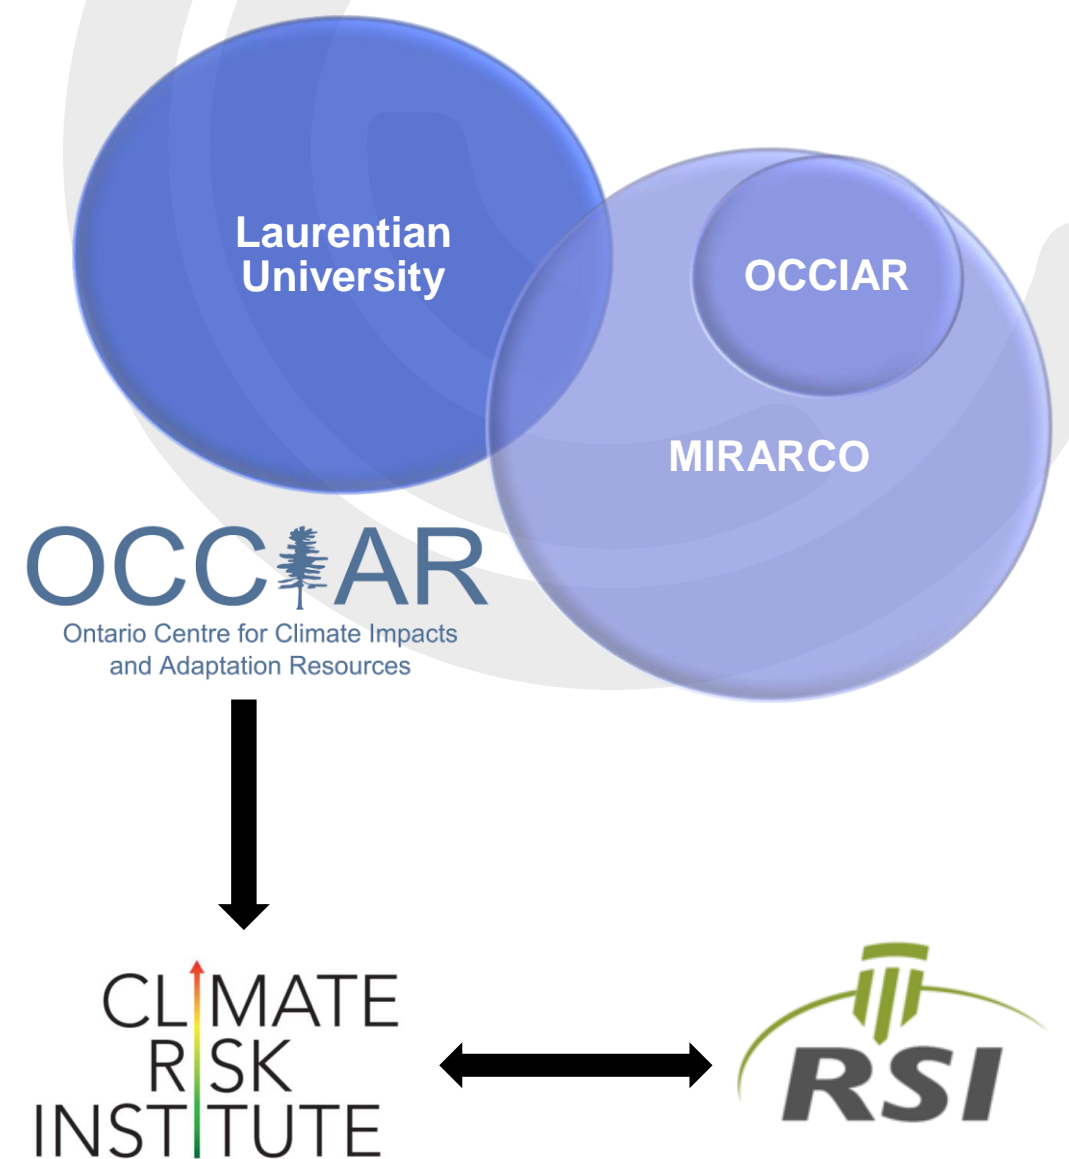 Laurentian
University
OCCIAR
MIRARCO
OCCIAR
Ontario Centre for Climate Impacts
and Adaptation Resources
CLIMATE
RISK
INSTITUTE
RSI